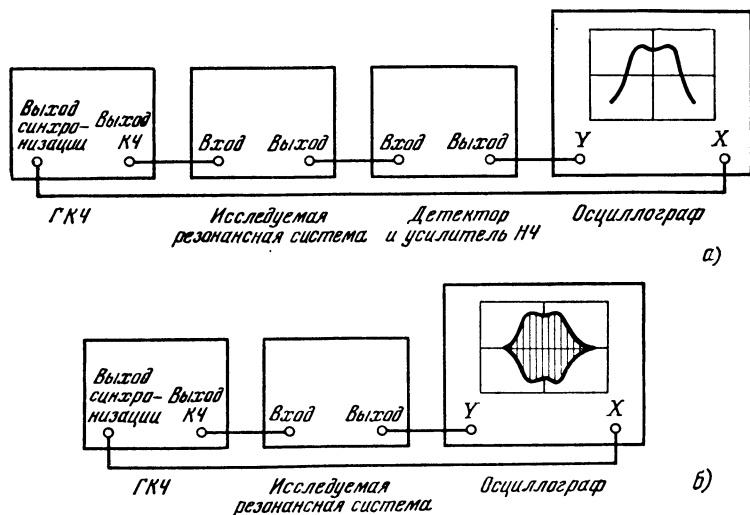 Выход
синхро-
низации
Выход
КЧ
Вход
Выход
Вход
Выход
Y
X
ГКЧ
Исследуемая
резонансная система
Детектор
и усилитель НЧ
Осциллограф
а)
Выход
синхро-
низации
Выход
КЧ
Вход
Выход
Y
X
ГКЧ
Исследуемая
резонансная система
Осциллограф
б)